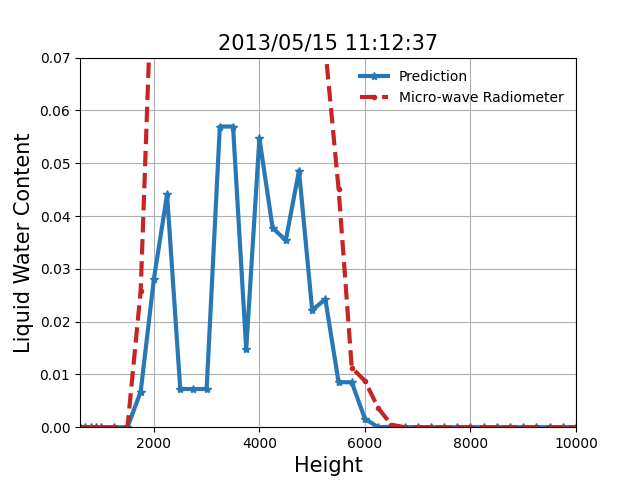 2013/05/15 11:12:37
Prediction
Micro-wave Radiometer
Liquid Water Content
0.07
0.06
0.05
0.04
0.03
0.02
0.01
0.00
2000 4000 6000 8000 10000
Height